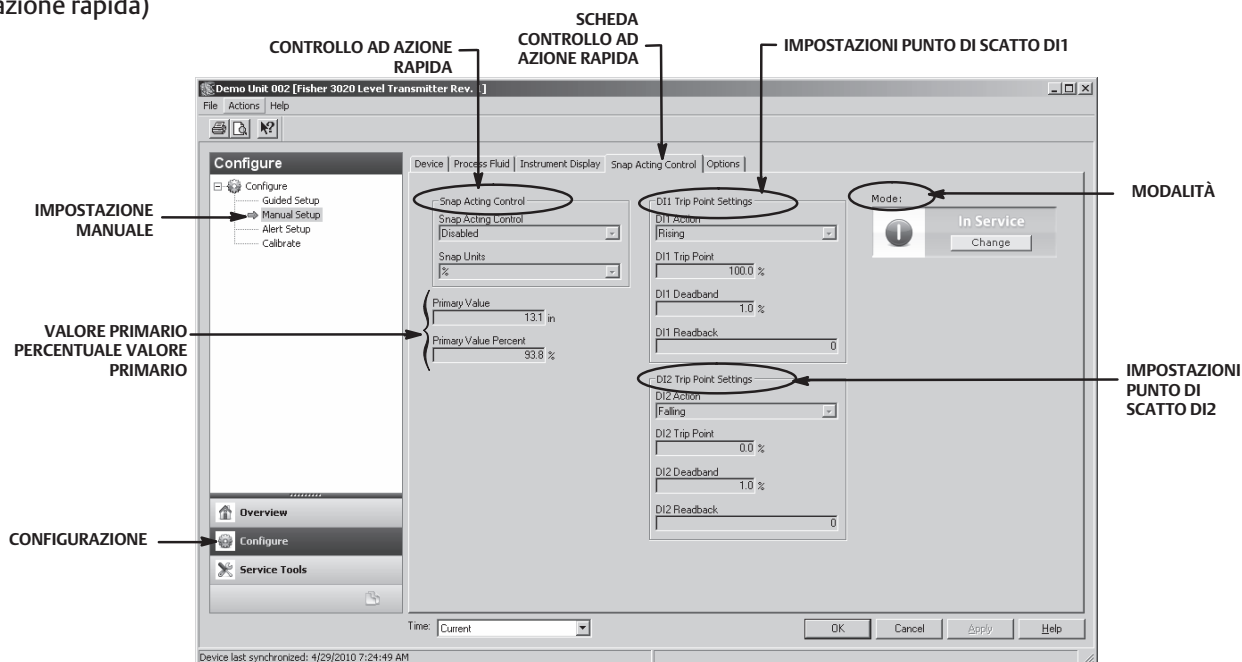 azione rapida)
SCHEDA
CONTROLLO AD
AZIONE RAPIDA
CONTROLLO AD AZIONE
RAPIDA
IMPOSTAZIONI PUNTO DI SCATTO DI1
Demo Unit 002 [Fisher 3020 Level Transmitter Rev. 1]
File Actions Help
Configure
Configure
Guided Setup
Manual Setup
Alert Setup
Calibrate
Device Process Fluid Instrument Display Snap Acting Control Options
Snap Acting Control
Snap Acting Control
Disabled
Snap Units
%
Primary Value
13.1 in
Primary Value Percent
93.8 %
DI1 Trip Point Settings
DI1 Action
Rising
DI1 Trip Point
100.0 %
DI1 Deadband
1.0 %
DI1 Readback
0
DI2 Trip Point Settings
DI2 Action
Falling
DI2 Trip Point
0.0 %
DI2 Deadband
1.0 %
DI2 Readback
0
Mode:
In Service
Change
MODALITÀ
IMPOSTAZIONE
MANUALE
VALORE PRIMARIO
PERCENTUALE VALORE
PRIMARIO
IMPOSTAZIONI
PUNTO DI
SCATTO DI2
CONFIGURAZIONE
Overview
Configure
Service Tools
Time: Current
OK Cancel Apply Help
Device last synchronized: 4/29/2010 7:24:49 AM